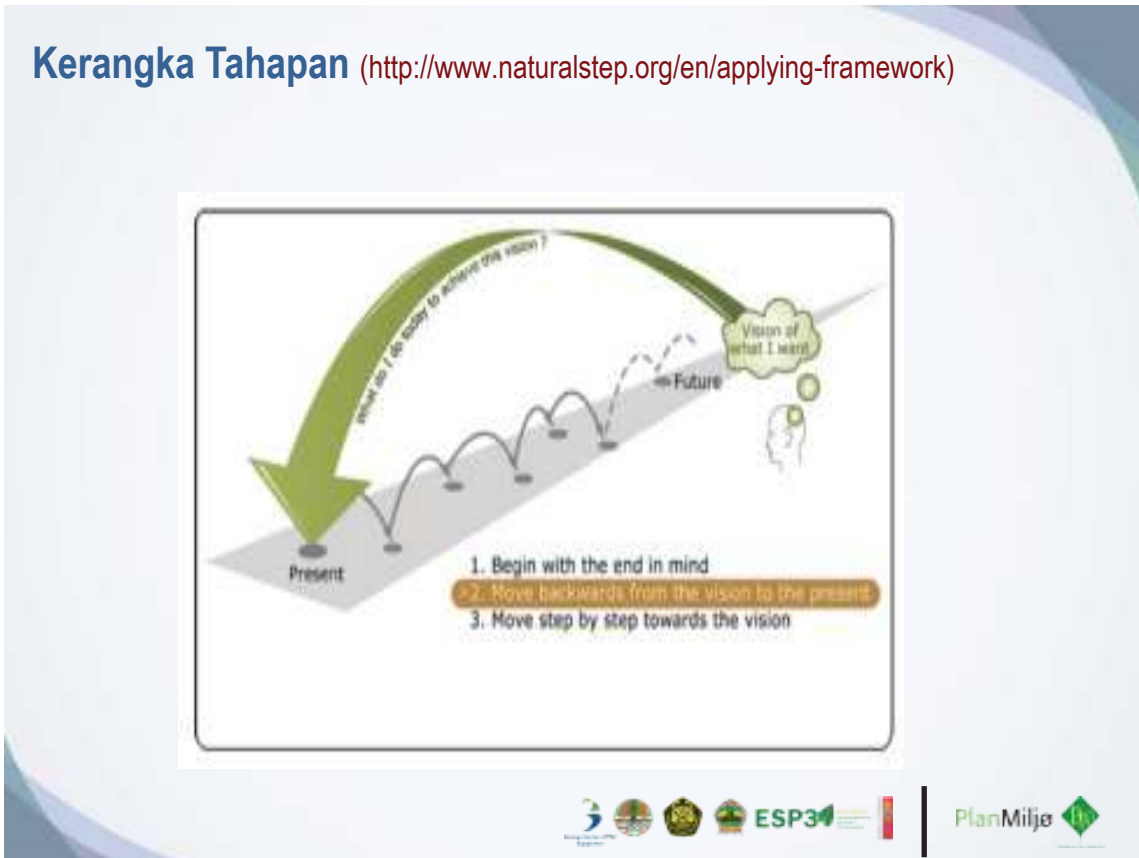 Kerangka Tahapan (http://www.naturalstep.org/en/applying-framework)
What do I do today to achieve this vision ?
Vision of
what I want
Future
Present
1. Begin with the end in mind
2. Move backwards from the vision to the present
3. Move step by step towards the vision
ESP3
PlanMiljø